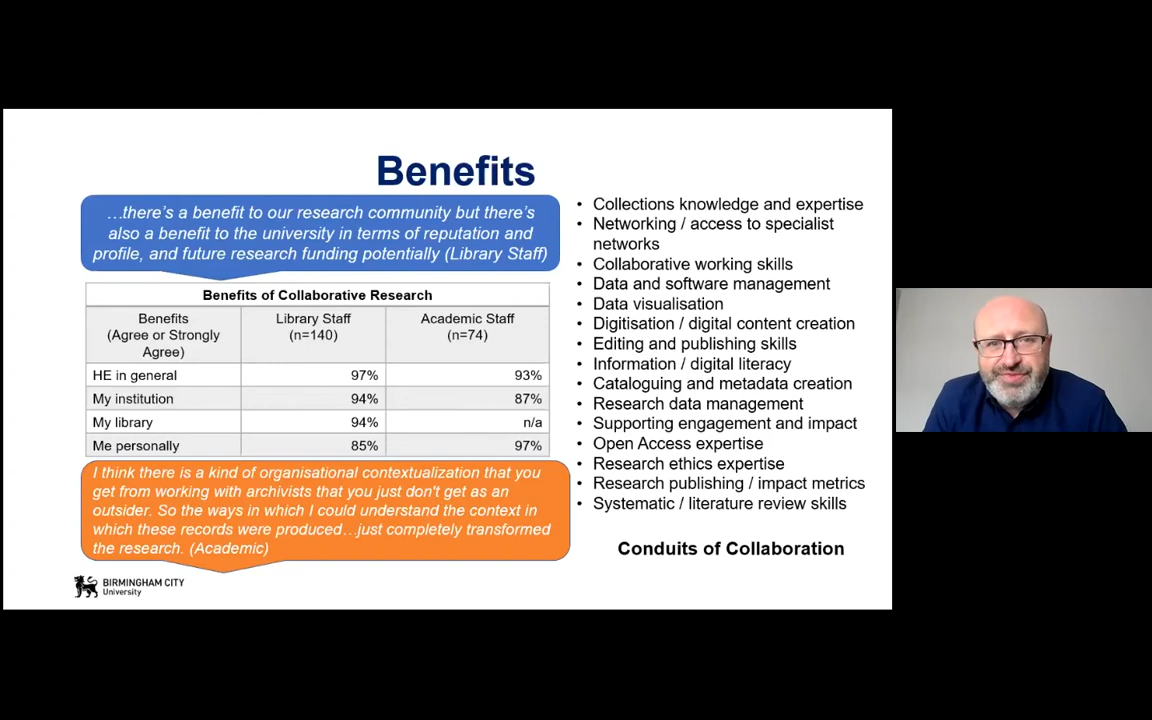 Benefits
…there's a benefit to our research community but there's
also a benefit to the university in terms of reputation and
profile, and future research funding potentially (Library Staff)
Benefits of Collaborative Research
Benefits
(Agree or Strongly
Agree)
Library Staff
(n=140)
Academic Staff
(n=74)
HE in general 97% 93%
My institution 94% 87%
My library 94% n/a
Me personally 85% 97%
I think there is a kind of organisational contextualization that you
get from working with archivists that you just don't get as an
outsider. So the ways in which I could understand the context in
which these records were produced…just completely transformed
the research. (Academic)
• Collections knowledge and expertise
• Networking / access to specialist
networks
• Collaborative working skills
• Data and software management
• Data visualisation
• Digitisation / digital content creation
• Editing and publishing skills
• Information / digital literacy
• Cataloguing and metadata creation
• Research data management
• Supporting engagement and impact
• Open Access expertise
• Research ethics expertise
• Research publishing / impact metrics
• Systematic / literature review skills
Conduits of Collaboration
BIRMINGHAM CITY
University